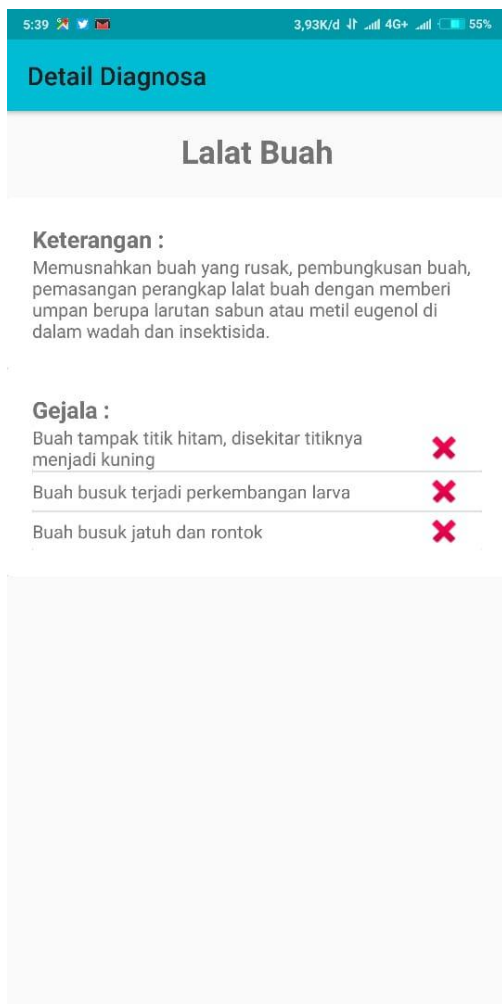 5:39 3,93K/d 4G+ 55%
Detail Diagnosa
Lalat Buah
Keterangan :
Memusnahkan buah yang rusak, pembungkusan buah,
pemasangan perangkap lalat buah dengan memberi
umpan berupa larutan sabun atau metil eugenol di
dalam wadah dan insektisida.
Gejala :
Buah tampak titik hitam, disekitar titiknya
menjadi kuning
Buah busuk terjadi perkembangan larva
Buah busuk jatuh dan rontok